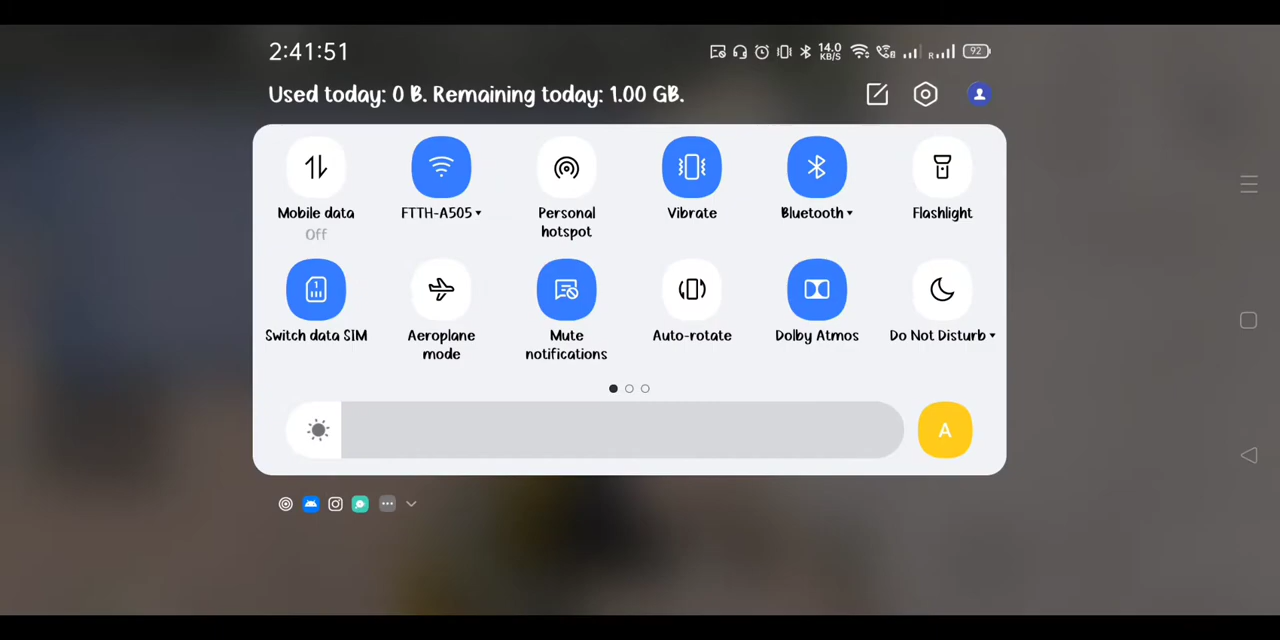 2:41:51 14.0 KB/S R 92
Used today: 0 B. Remaining today: 1.00 GB.
Mobile data
Off
FTTH-A505
Personal
hotspot
Vibrate
Bluetooth
Flashlight
1
Switch data SIM
Aeroplane
mode
Mute
notifications
Auto-rotate
Dolby Atmos
Do Not Disturb
A